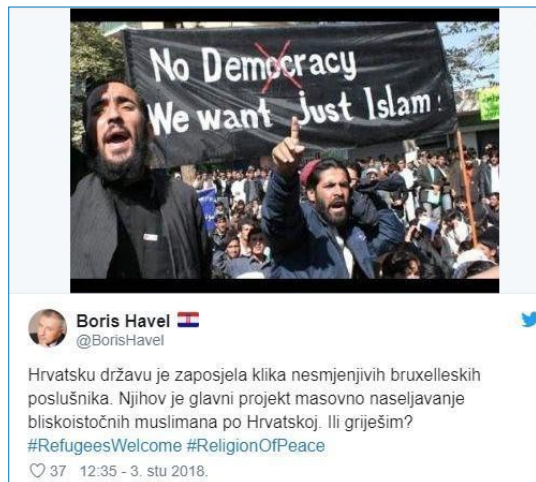 No Democracy
We want just Islam!
Boris Havel
@BorisHavel
Hrvatsku državu je zaposjela klika nesmjenjivih bruxelleskih
poslušnika. Njihov je glavni projekt masovno naseljavanje
bliskoistočnih muslimana po Hrvatskoj. Ili griješim?
#RefugeesWelcome #ReligionOfPeace
37 12:35 - 3. stu 2018.